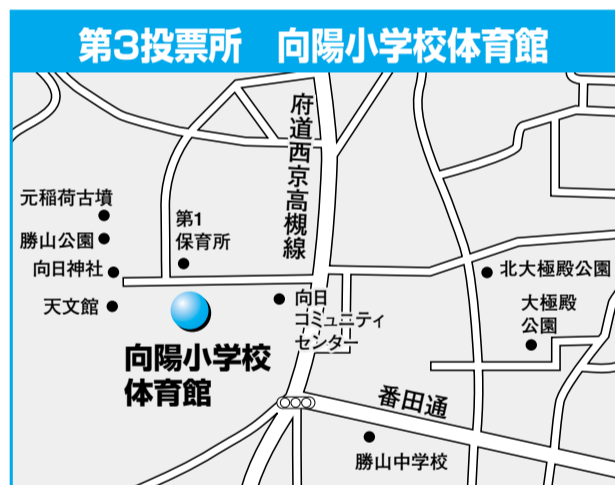 第3投票所　向陽小学校体育館
府道西京高槻線
元稲荷古墳
勝山公園
向日神社
天文館
第1
保育所
向日
コミュニティ
センター
北大極殿公園
大極殿
公園
向陽小学校
体育館
番田通
勝山中学校